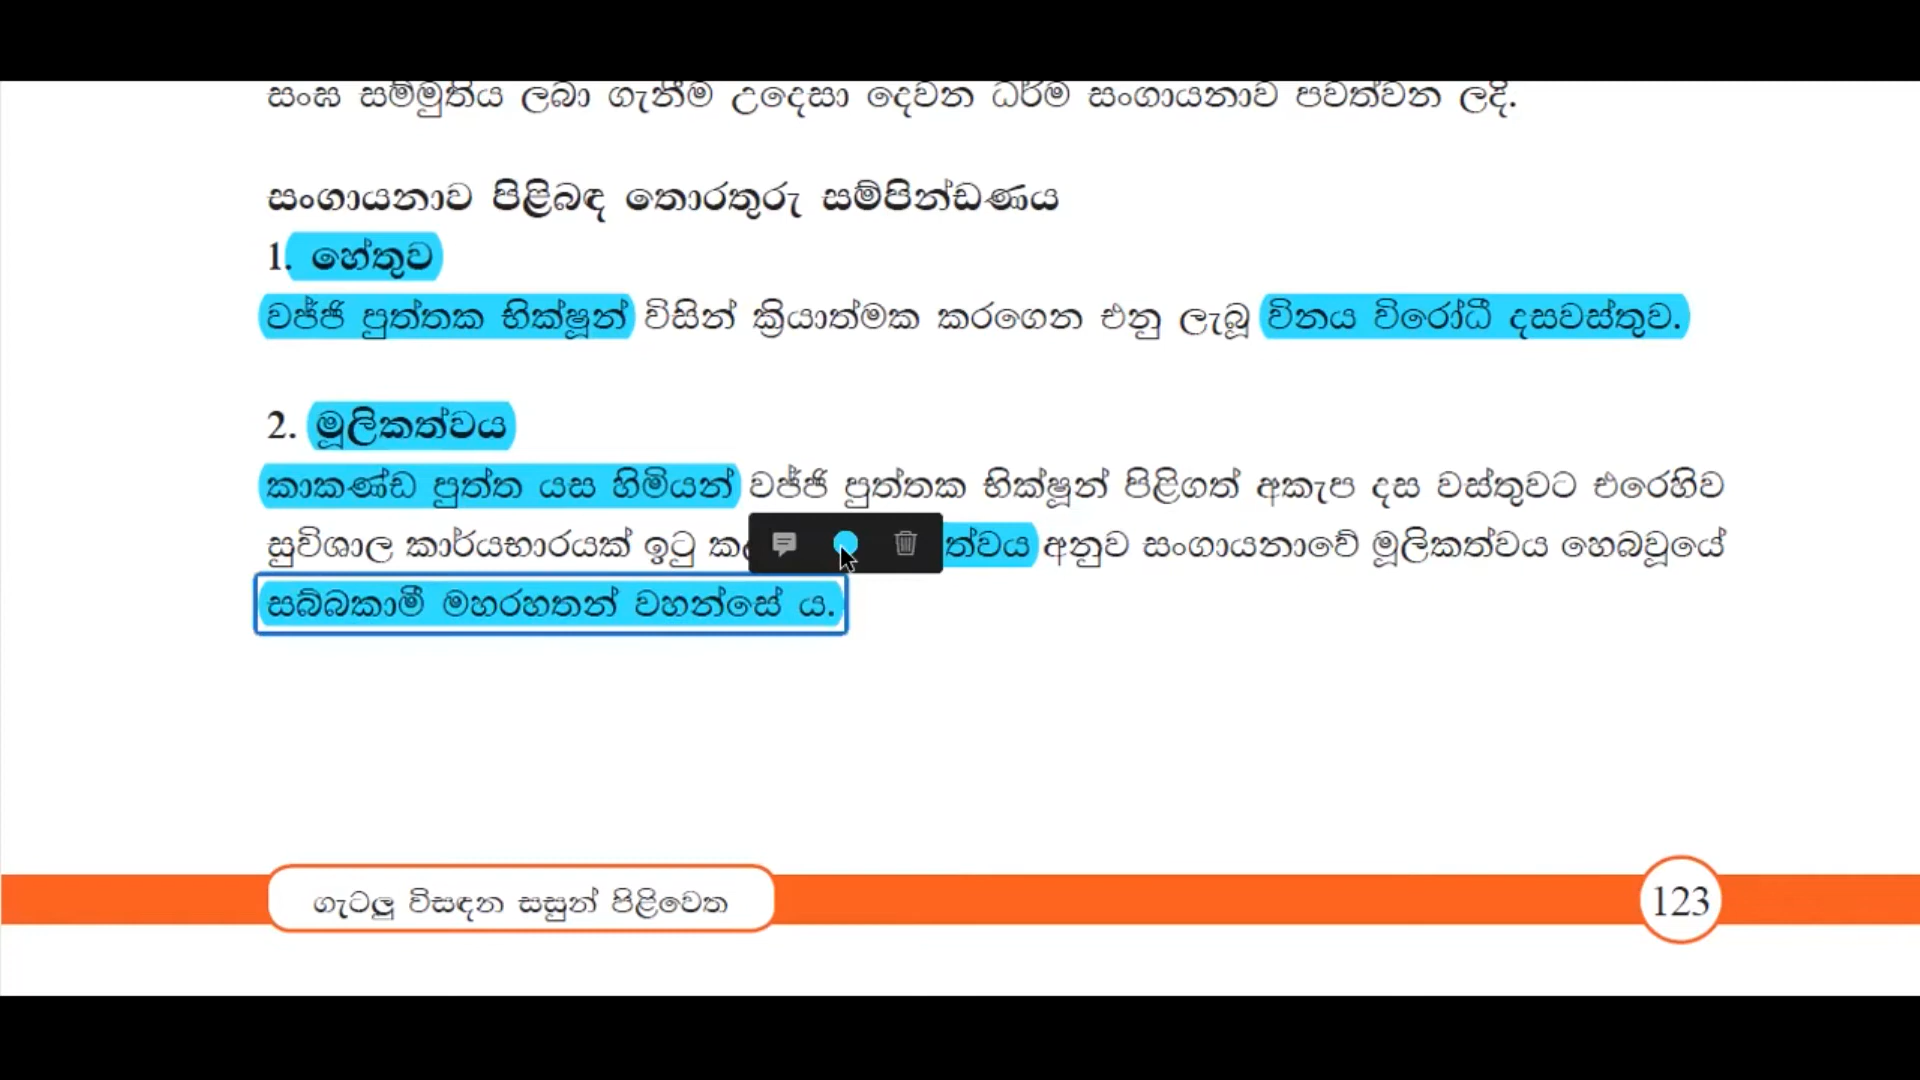 සංඝ සම්මුතිය ලබා ගැනීම උදෙසා දෙවන ධර්ම සංගායනාව පවත්වන ලදි.
සංගායනාව පිළිබඳ තොරතුරු සම්පින්ඩණය
1. හේතුව
වජ්ජි පුත්තක භික්ෂූන් විසින් ක්‍රියාත්මක කරගෙන එනු ලැබූ විනය විරෝධී දසවස්තුව.
2. මූලිකත්වය
කාකණ්ඩ පුත්ත යස හිමියන් වජ්ජි පුත්තක භික්ෂූන් පිළිගත් අකැප දස වස්තුවට එරෙහිව
සුවිශාල කාර්යභාරයක් ඉටු ත්වය අනුව සංගායනාවේ මූලිකත්වය හෙබවූයේ
සබ්බකාමී මහරහතන් වහන්සේ ය.
ගැටලු විසඳන සසුන් පිළිවෙත
123